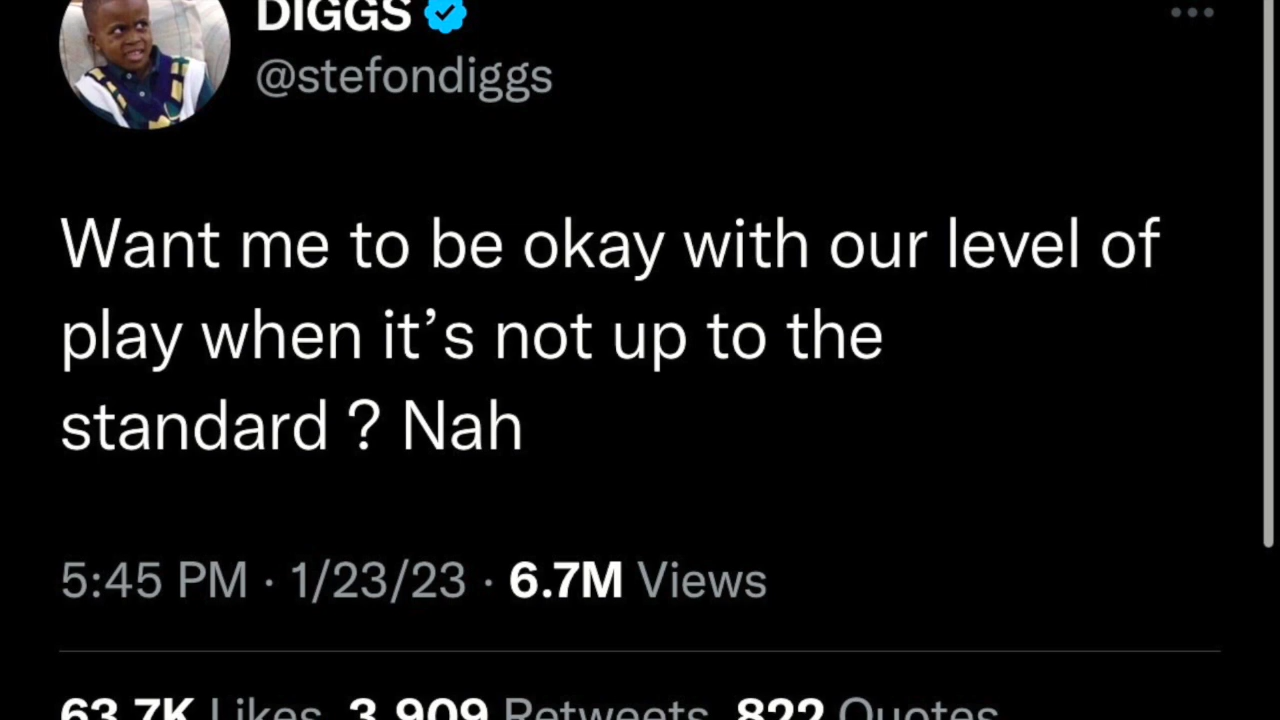 DIGGS
@stefondiggs
Want me to be okay with our level of
play when it’s not up to the
standard ? Nah
5:45 PM · 1/23/23 · 6.7M Views
63.7K Likes 3,909 Retweets 822 Quotes